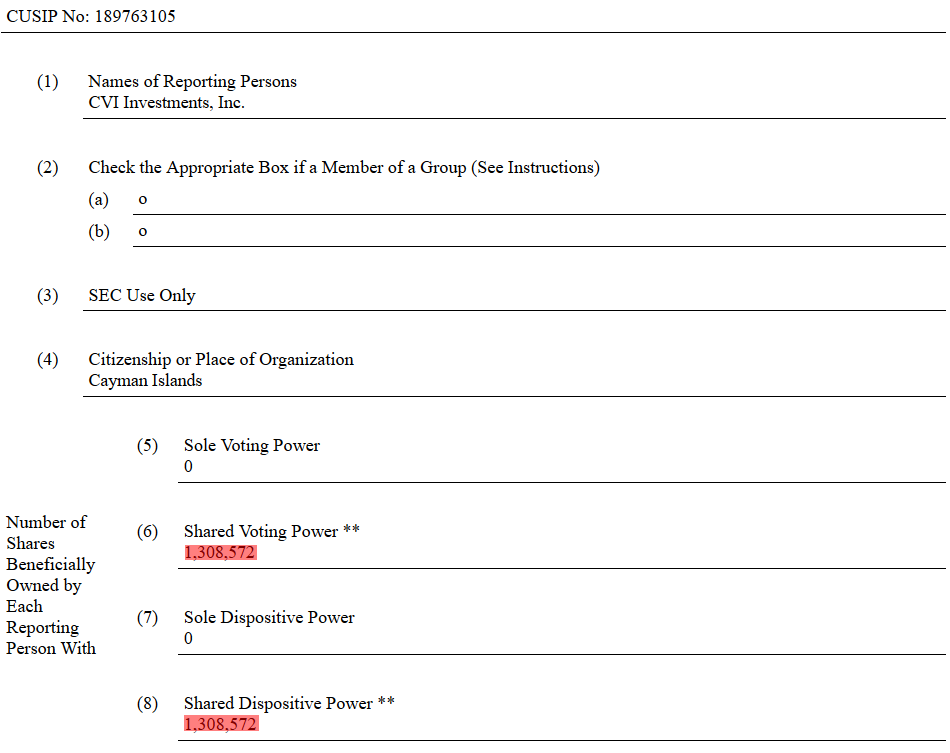 CUSIP No: 189763105
(1) Names of Reporting Persons
CVI Investments, Inc.
(2) Check the Appropriate Box if a Member of a Group (See Instructions)
(a) o
(b) o
(3) SEC Use Only
(4) Citizenship or Place of Organization
Cayman Islands
Number of
Shares
Beneficially
Owned by
Each
Reporting
Person With
(5) Sole Voting Power
0
(6) Shared Voting Power **
1,308,572
(7) Sole Dispositive Power
0
(8) Shared Dispositive Power **
1,308,572